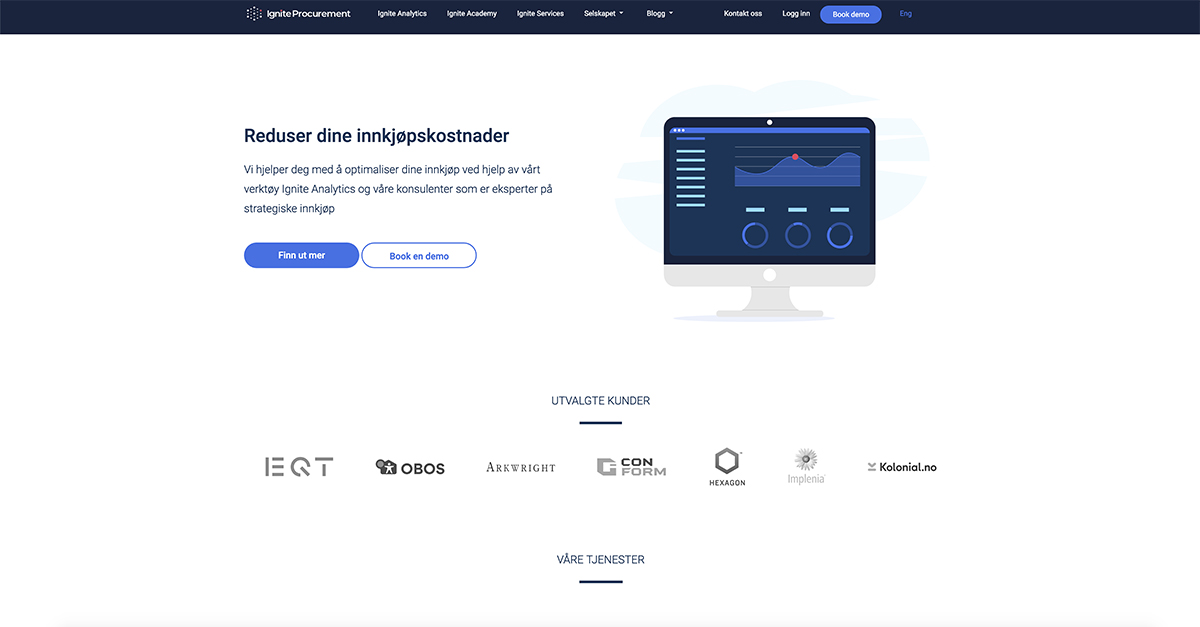 Ignite Procurement
Ignite Analytics
Ignite Academy
Ignite Services
Selskapet
Blogg
Kontakt oss
Logg inn
Book demo
Eng
Reduser dine innkjøpskostnader
Vi hjelper deg med å optimaliser dine innkjøp ved hjelp av vårt
verktøy Ignite Analytics og våre konsulenter som er eksperter på
strategiske innkjøp
Finn ut mer
Book en demo
UTVALGTE KUNDER
EQT
OBOS
ARKWRIGHT
CON
FORM
HEXAGON
Implenia
Kolonial.no
VÅRE TJENESTER